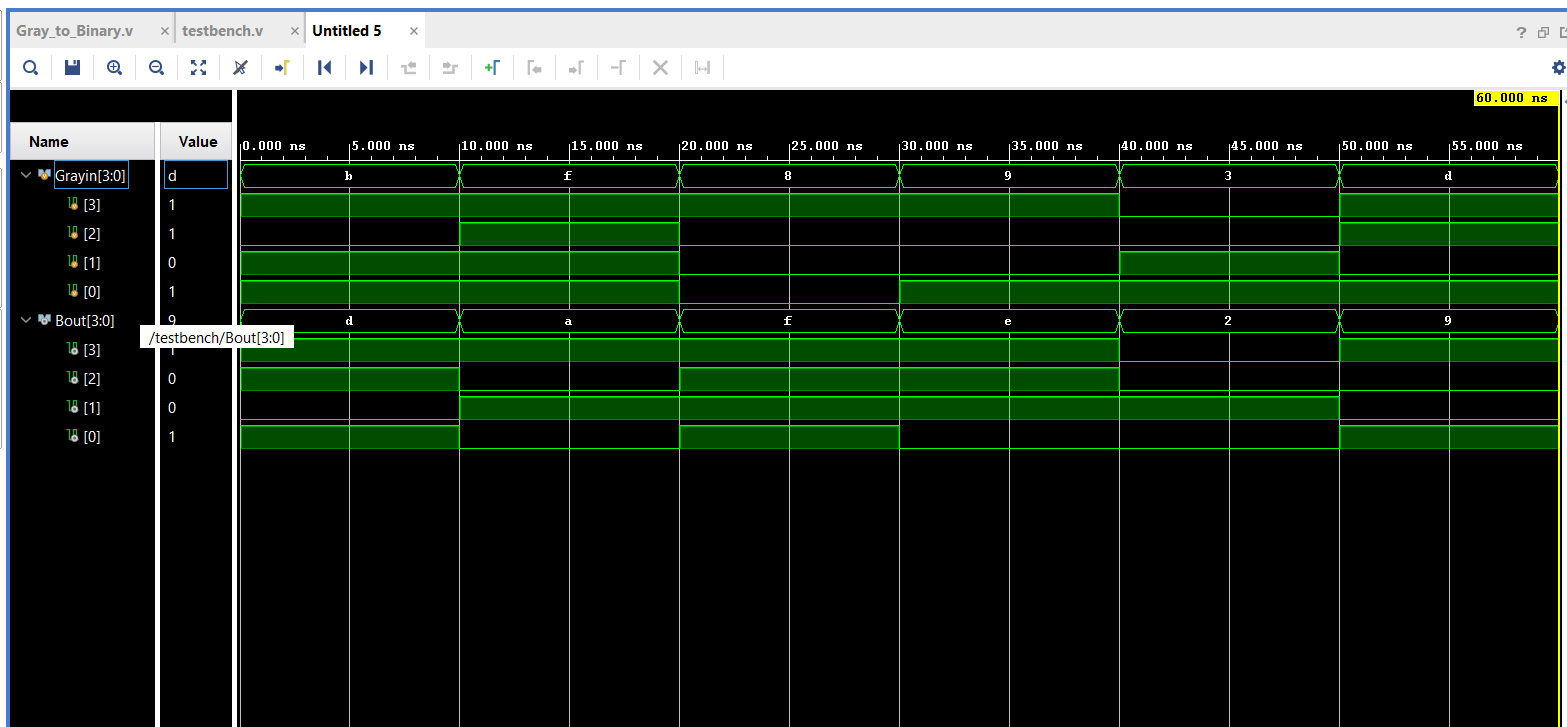 Gray_to_Binary.v × testbench.v × Untitled 5 ×
?
60.000 ns
Name Value
0.000 ns 5.000 ns 10.000 ns 15.000 ns 20.000 ns 25.000 ns 30.000 ns 35.000 ns 40.000 ns 45.000 ns 50.000 ns 55.000 ns
Grayin[3:0] d b f 8 9 3 d
[3] 1
[2] 1
[1] 0
[0] 1
Bout[3:0] 9 d a f e 2 9
/testbench/Bout[3:0]
[3] 1
[2] 0
[1] 0
[0] 1